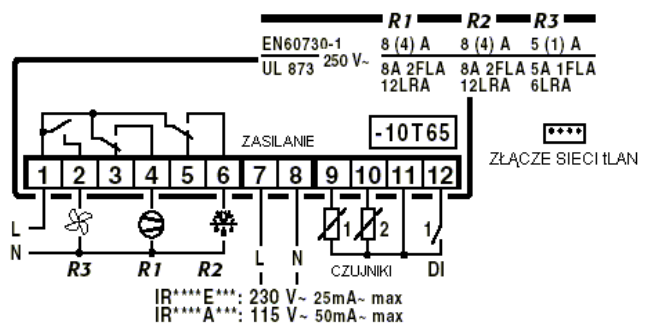 R1 R2 R3
EN60730-1 250 V~ 8 (4) A 8 (4) A 5 (1) A
UL 873 8A 2FLA 8A 2FLA 5A 1FLA
12LRA 12LRA 6LRA
ZASILANIE -10T65
ZŁĄCZE SIECI tLAN
1 2 3 4 5 6 7 8 9 10 11 12
L 1 2 1
N L N
R3 R1 R2 CZUJNIKI DI
IR****E***: 230 V~ 25mA~ max
IR****A***: 115 V~ 50mA~ max